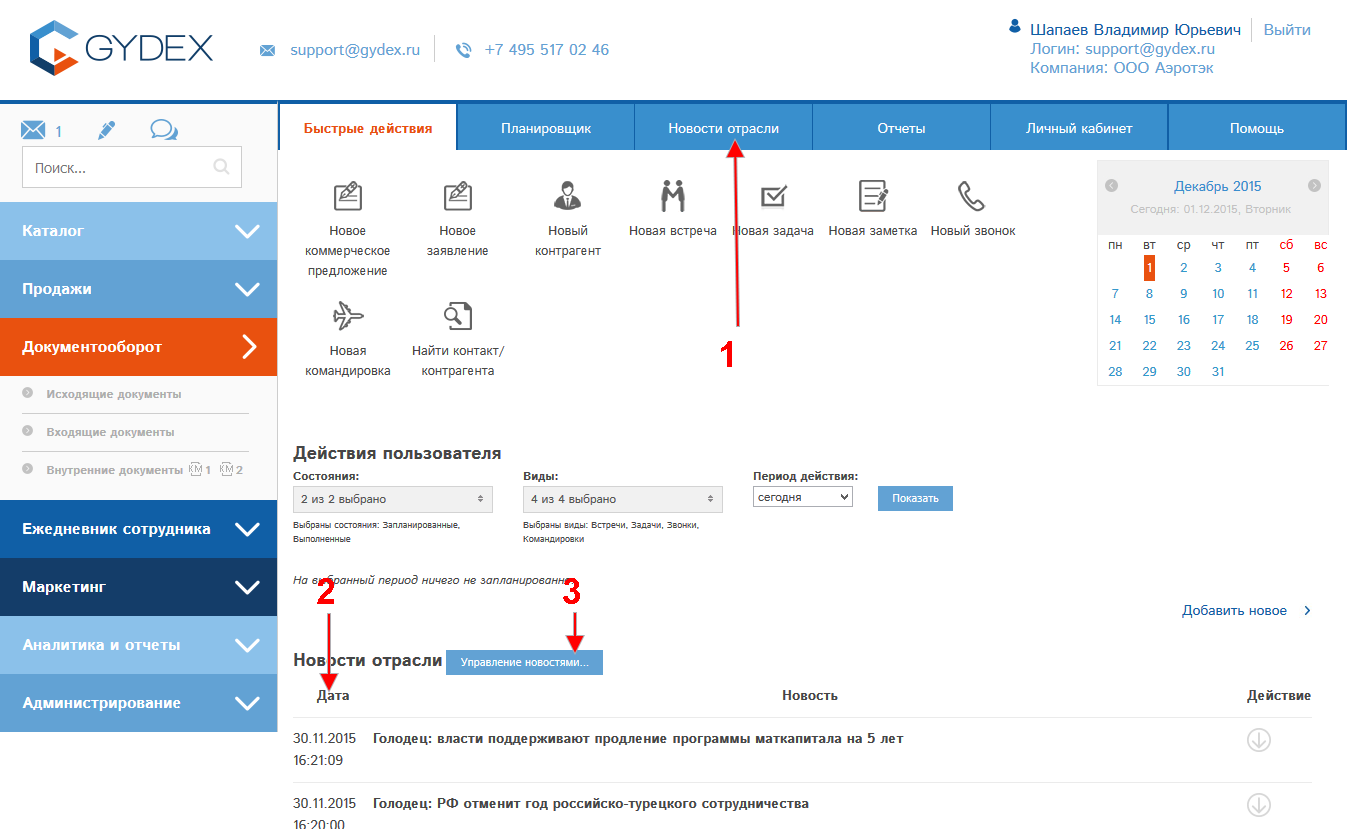 GYDEX
support@gydex.ru
+7 495 517 02 46
Шапаев Владимир Юрьевич
Выйти
Логин: support@gydex.ru
Компания: ООО Аэротэк
1
Поиск...
Каталог
Продажи
Документооборот
Исходящие документы
Входящие документы
Внутренние документы КМ 1 КМ 2
Ежедневник сотрудника
Маркетинг
Аналитика и отчеты
Администрирование
Быстрые действия
Планировщик
Новости отрасли
Отчеты
Личный кабинет
Помощь
Новое
коммерческое
предложение
Новое
заявление
Новый
контрагент
Новая встреча
Новая задача
Новая заметка
Новый звонок
Новая
командировка
Найти контакт/
контрагента
1
Декабрь 2015
Сегодня: 01.12.2015, Вторник
пн вт ср чт пт сб вс
1 2 3 4 5 6
7 8 9 10 11 12 13
14 15 16 17 18 19 20
21 22 23 24 25 26 27
28 29 30 31
Действия пользователя
Состояния:
2 из 2 выбрано
Выбраны состояния: Запланированные,
Выполненные
Виды:
4 из 4 выбрано
Выбраны виды: Встречи, Задачи, Звонки,
Командировки
Период действия:
сегодня
Показать
На выбранный период ничего не запланировано.
2
3
Добавить новое
Новости отрасли
Управление новостями...
Дата
Новость
Действие
30.11.2015
16:21:09
Голодец: власти поддерживают продление программы маткапитала на 5 лет
30.11.2015
16:20:00
Голодец: РФ отменит год российско-турецкого сотрудничества